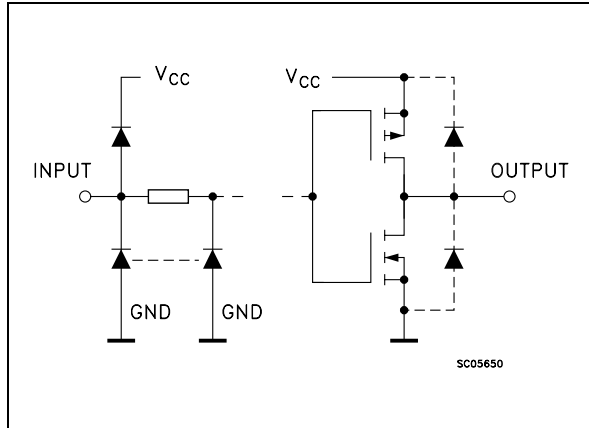 VCC
VCC
INPUT
OUTPUT
GND
GND
SC05650